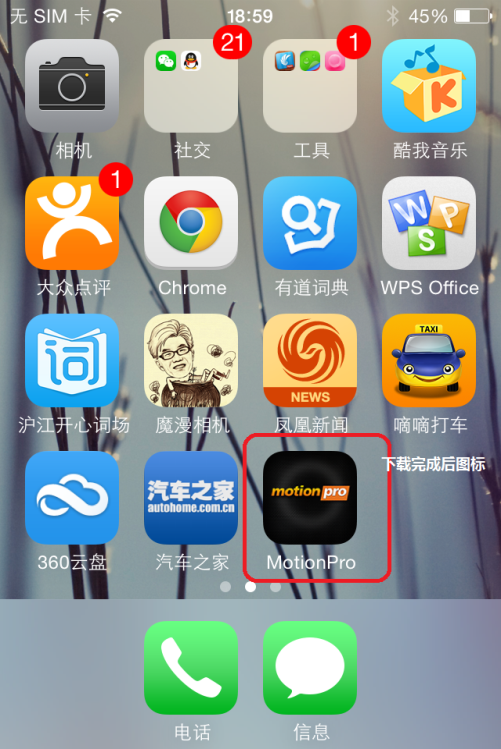 无 SIM 卡 18:59 45%
21 1
K
相机 社交 工具 酷我音乐
1
W P S
大众点评 Chrome 有道词典 WPS Office
TAXI
词
NEWS
沪江开心词场 魔漫相机 凤凰新闻 嘀嘀打车
下载完成后图标
汽车之家
autohome.com.cn
motion pro
360云盘 汽车之家 MotionPro
电话 信息